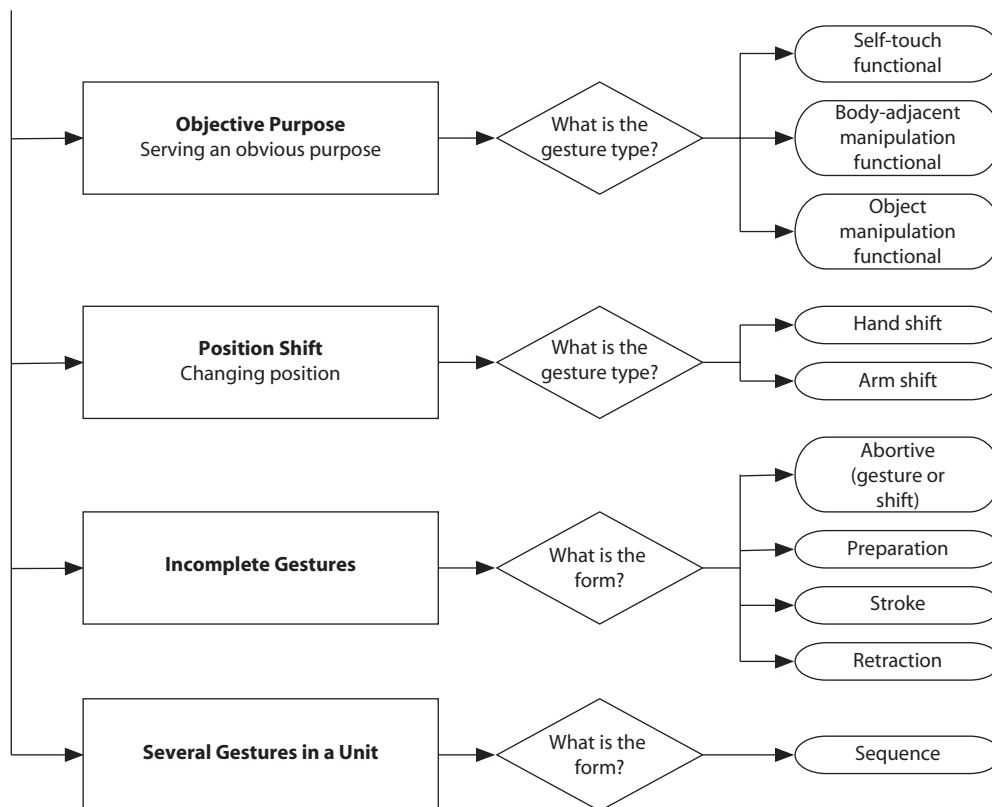 Objective Purpose
Serving an obvious purpose
What is the
gesture type?
Self-touch
functional
Body-adjacent
manipulation
functional
Object
manipulation
functional
Position Shift
Changing position
What is the
gesture type?
Hand shift
Arm shift
Incomplete Gestures
What is the
form?
Abortive
(gesture or
shift)
Preparation
Stroke
Retraction
Several Gestures in a Unit
What is the
form?
Sequence